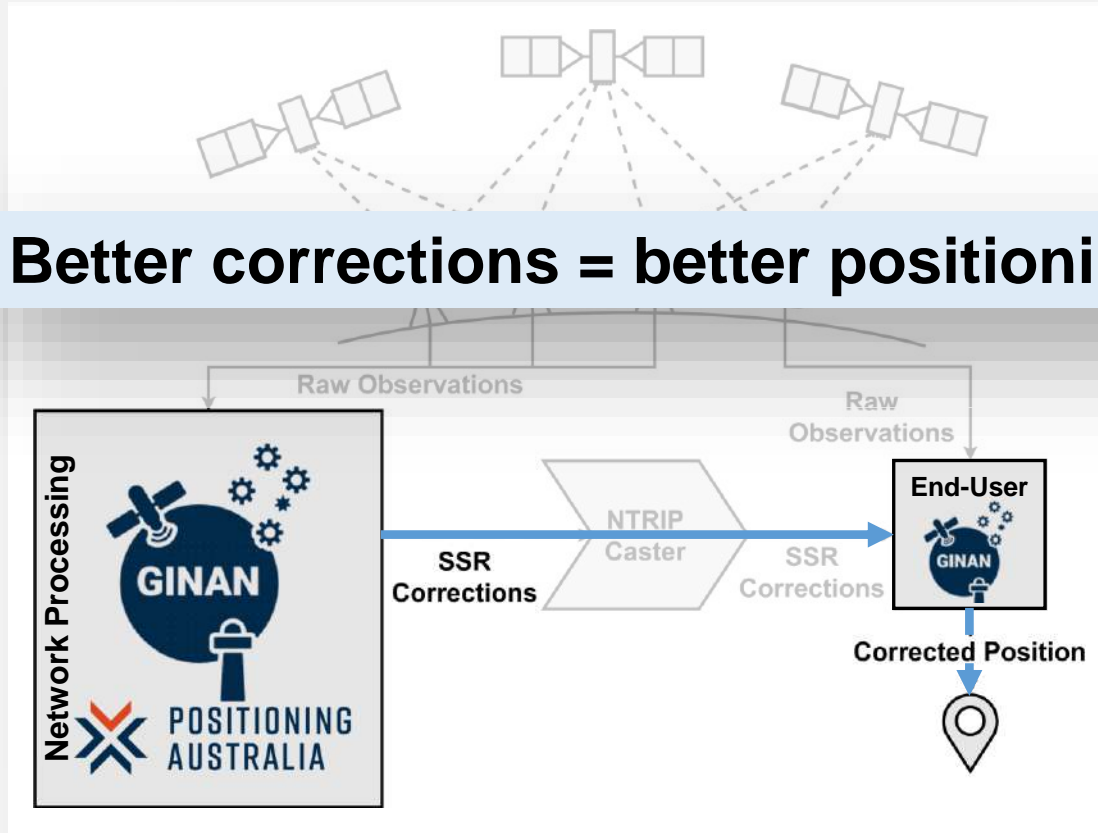 Better corrections = better positioni
Raw Observations
Raw
Observations
Network Processing
GINAN
POSITIONING
AUSTRALIA
SSR
Corrections
NTRIP
Caster
SSR
Corrections
End-User
GINAN
Corrected Position